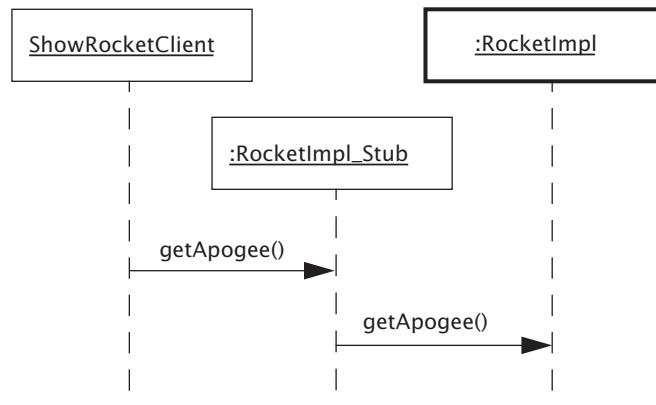 ShowRocketClient
:RocketImpl
:RocketImpl_Stub
getApogee()
getApogee()